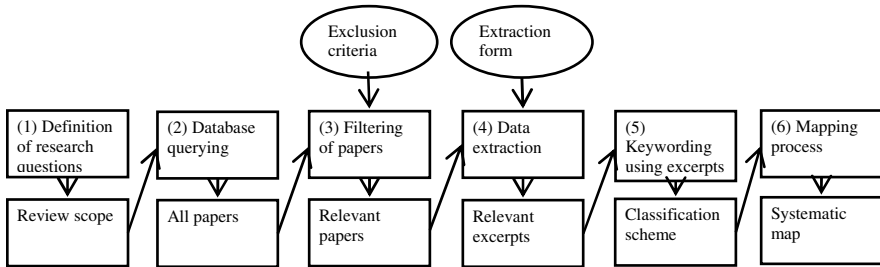 Exclusion
criteria
Extraction
form
(1) Definition
of research
questions
(2) Database
querying
(3) Filtering
of papers
(4) Data
extraction
(5)
Keywording
using excerpts
(6) Mapping
process
Review scope
All papers
Relevant
papers
Relevant
excerpts
Classification
scheme
Systematic
map